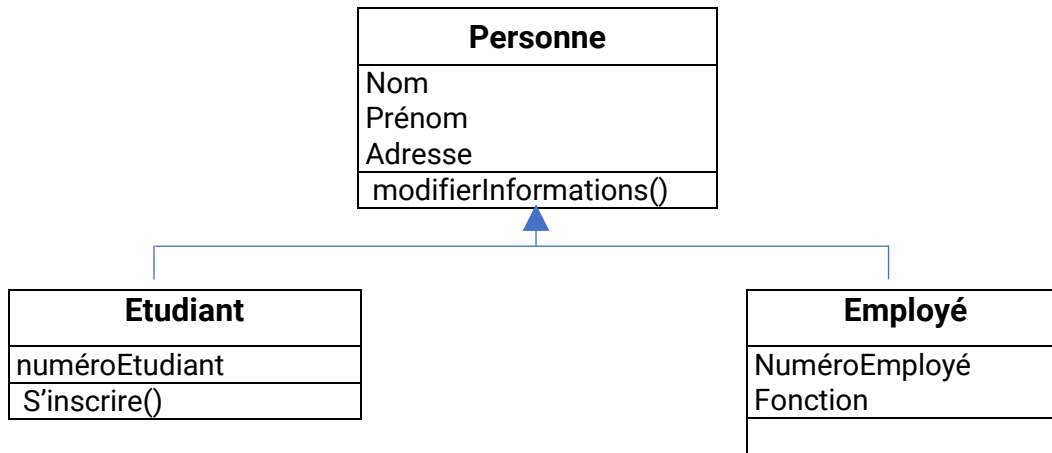 Personne
Nom
Prénom
Adresse
modifierInformations()
Etudiant
numéroEtudiant
S’inscrire()
Employé
NuméroEmployé
Fonction